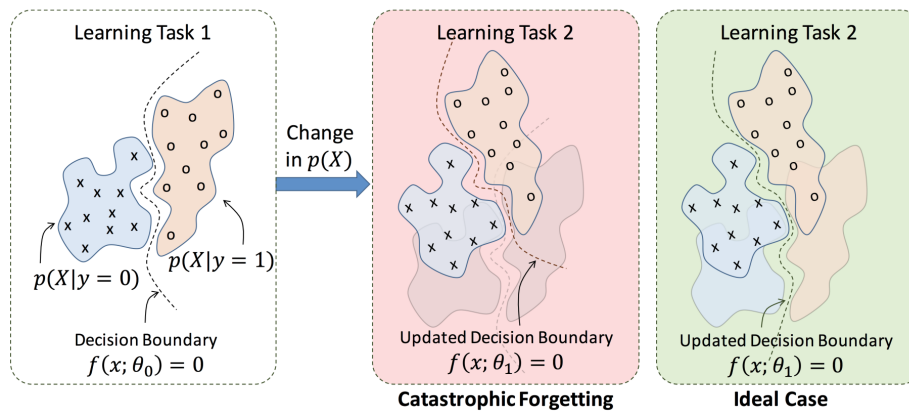 Learning Task 1
p(X|y = 0)
p(X|y = 1)
Decision Boundary
f(x; θ₀) = 0
Change
in p(X)
Learning Task 2
Updated Decision Boundary
f(x; θ₁) = 0
Catastrophic Forgetting
Learning Task 2
Updated Decision Boundary
f(x; θ₁) = 0
Ideal Case